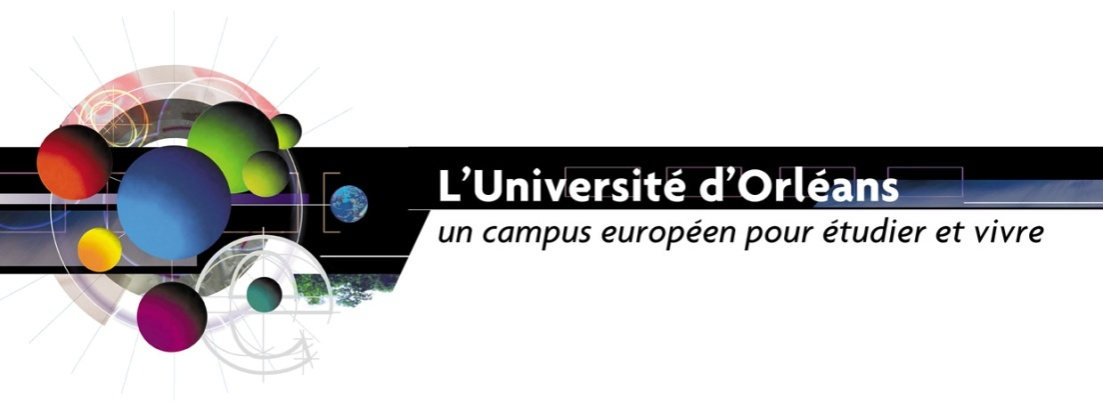 L’Université d’Orléans
un campus européen pour étudier et vivre